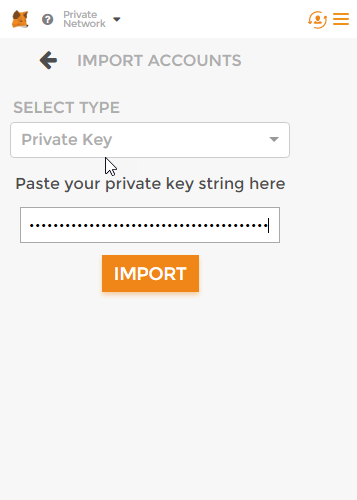 Private
Network
IMPORT ACCOUNTS
SELECT TYPE
Private Key
Paste your private key string here
IMPORT